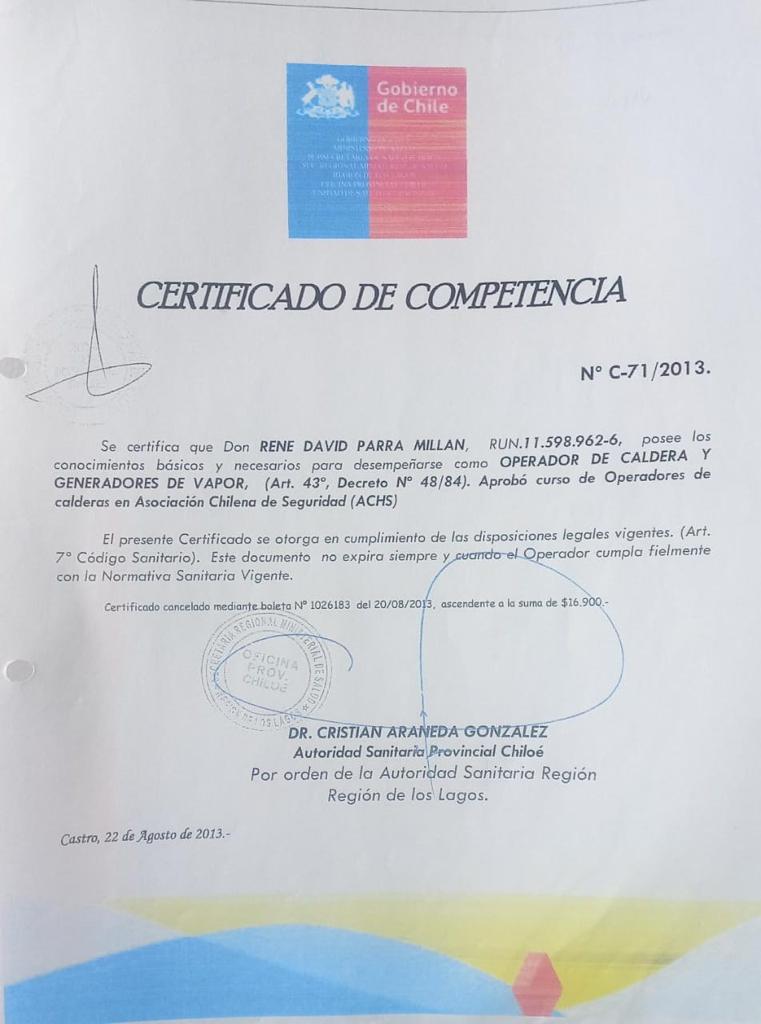 Gobierno
de Chile
CERTIFICADO DE COMPETENCIA
Nº C-71/2013.
Se certifica que Don RENE DAVID PARRA MILLAN, RUN.11.598.962-6, posee los
conocimientos básicos y necesarios para desempeñarse como OPERADOR DE CALDERA Y
GENERADORES DE VAPOR, (Art. 43º, Decreto Nº 48/84). Aprobó curso de Operadores de
calderas en Asociación Chilena de Seguridad (ACHS)
El presente Certificado se otorga en cumplimiento de las disposiciones legales vigentes. (Art.
7º Código Sanitario). Este documento no expira siempre y cuando el Operador cumpla fielmente
con la Normativa Sanitaria Vigente.
Certificado cancelado mediante boleta Nº 1026183 del 20/08/2013, ascendente a la suma de $16.900.-
SECRETARIA REGIONAL MINISTERIAL DE SALUD
OFICINA
PROV.
CHILOE
REGION DE LOS LAGOS
DR. CRISTIAN ARANEDA GONZALEZ
Autoridad Sanitaria Provincial Chiloé
Por orden de la Autoridad Sanitaria Región
Región de los Lagos.
Castro, 22 de Agosto de 2013.-